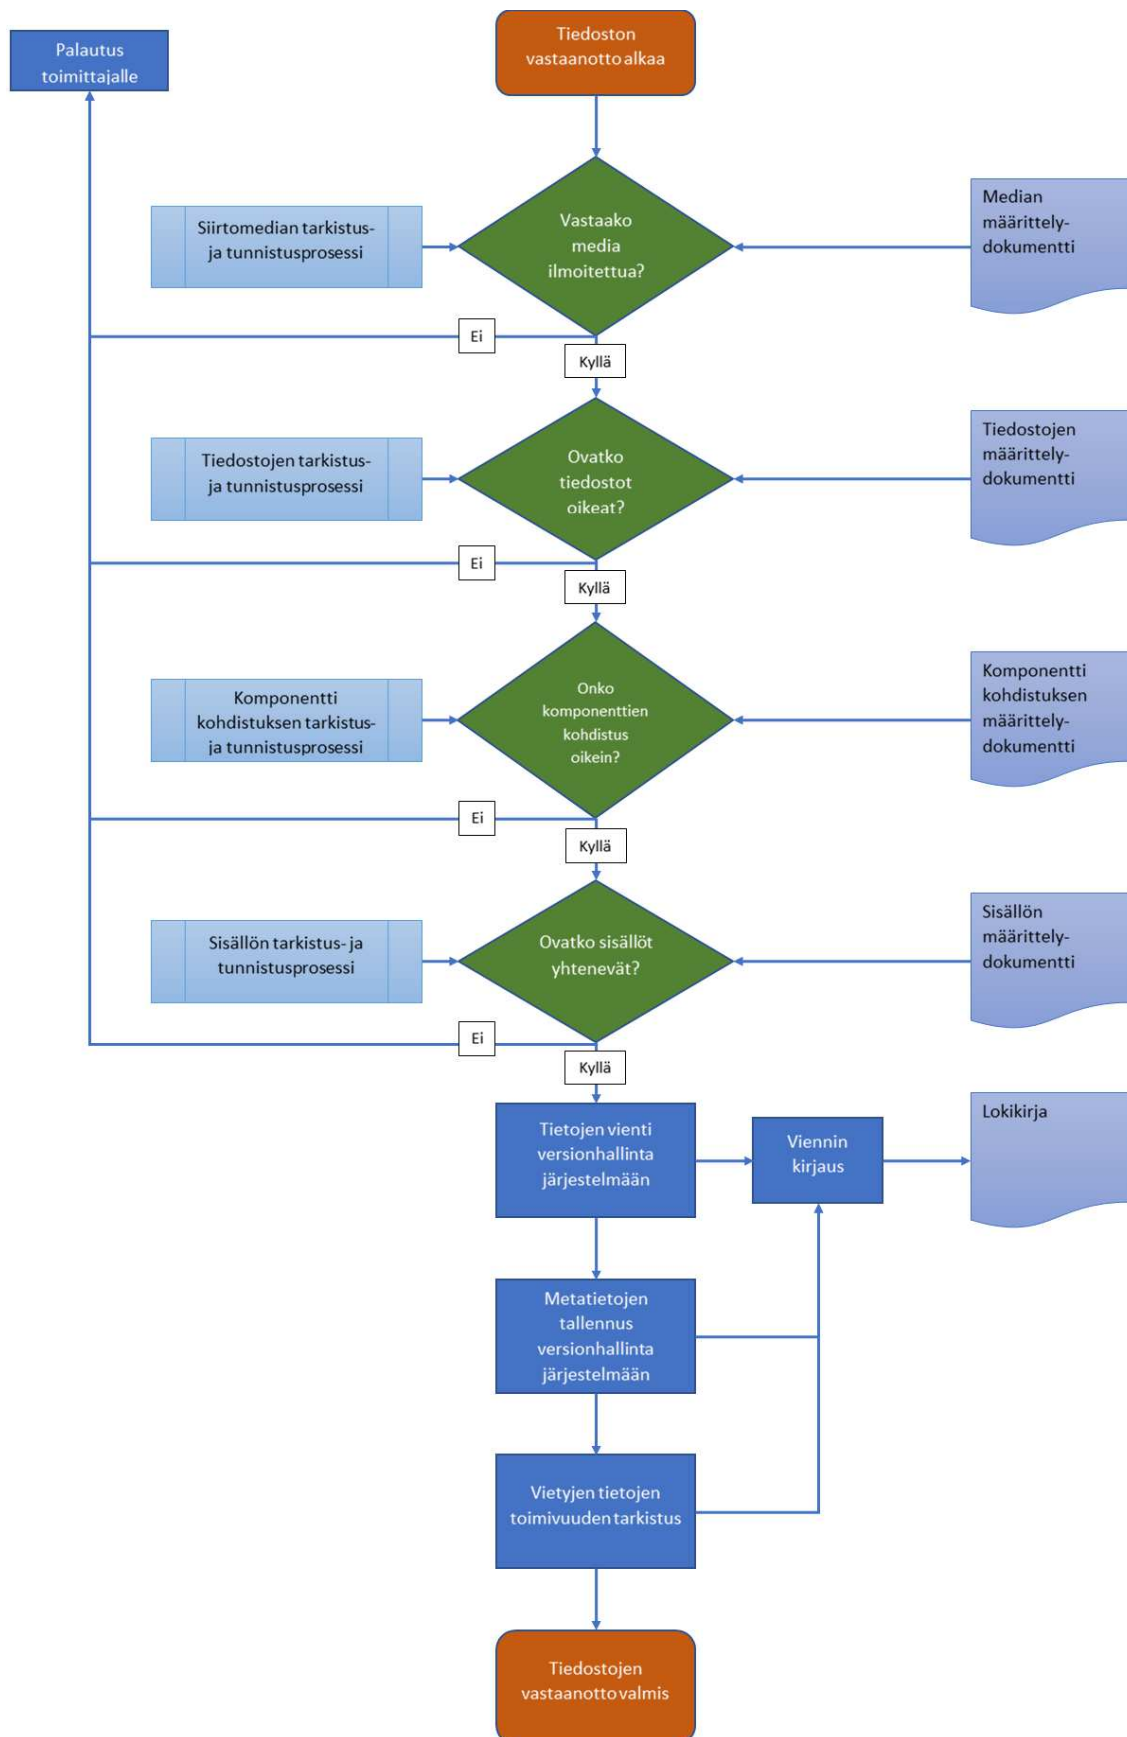 Tiedoston
vastaanotto alkaa
Palautus
toimittajalle
Siirtomedian tarkistus-
ja tunnistusprosessi
Vastaako
media
ilmoitettua?
Median
määrittely-
dokumentti
Ei
Kyllä
Tiedostojen tarkistus-
ja tunnistusprosessi
Ovatko
tiedostot
oikeat?
Tiedostojen
määrittely-
dokumentti
Ei
Kyllä
Komponentti
kohdistuksen tarkistus-
ja tunnistusprosessi
Onko
komponenttien
kohdistus
oikein?
Komponentti
kohdistuksen
määrittely-
dokumentti
Ei
Kyllä
Sisällön tarkistus- ja
tunnistusprosessi
Ovatko sisällöt
yhtenevät?
Sisällön
määrittely-
dokumentti
Ei
Kyllä
Tietojen vienti
versionhallinta
järjestelmään
Viennin
kirjaus
Lokikirja
Metatietojen
tallennus
versionhallinta
järjestelmään
Vietyjen tietojen
toimivuuden tarkistus
Tiedostojen
vastaanotto valmis